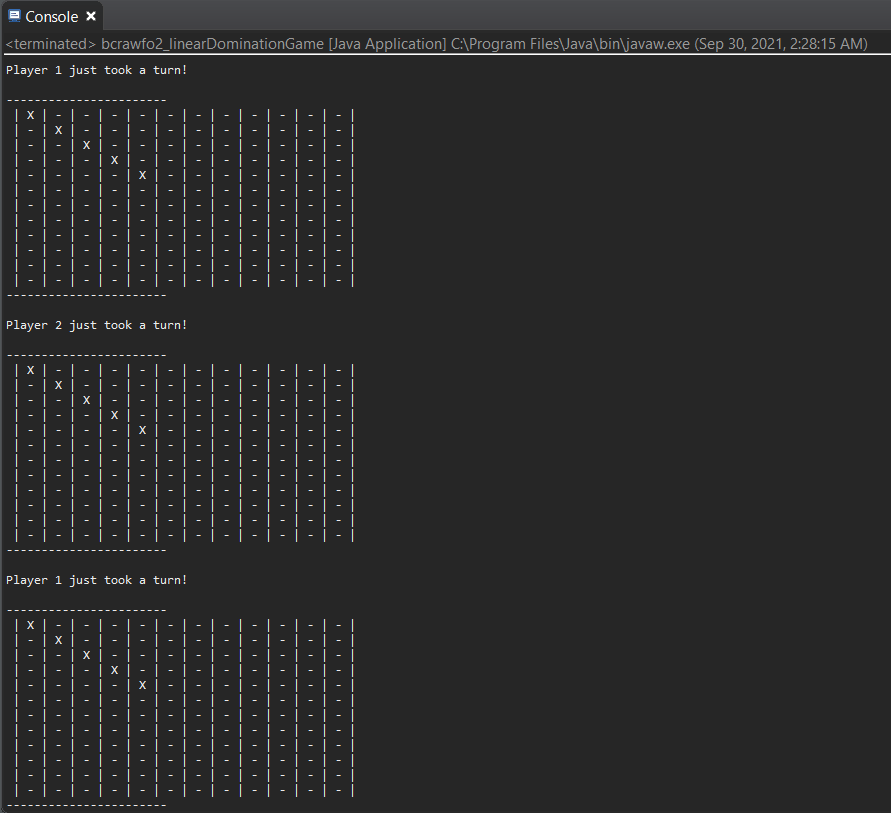 Console
<terminated> bcrawfo2_linearDominationGame [Java Application] C:\Program Files\Java\bin\javaw.exe (Sep 30, 2021, 2:28:15 AM)
Player 1 just took a turn!
-----------------------
| X | - | - | - | - | - | - | - | - | - | - | - |
| - | X | - | - | - | - | - | - | - | - | - | - |
| - | - | X | - | - | - | - | - | - | - | - | - |
| - | - | - | X | - | - | - | - | - | - | - | - |
| - | - | - | - | X | - | - | - | - | - | - | - |
| - | - | - | - | - | - | - | - | - | - | - | - |
| - | - | - | - | - | - | - | - | - | - | - | - |
| - | - | - | - | - | - | - | - | - | - | - | - |
| - | - | - | - | - | - | - | - | - | - | - | - |
| - | - | - | - | - | - | - | - | - | - | - | - |
| - | - | - | - | - | - | - | - | - | - | - | - |
| - | - | - | - | - | - | - | - | - | - | - | - |
-----------------------
Player 2 just took a turn!
-----------------------
| X | - | - | - | - | - | - | - | - | - | - | - |
| - | X | - | - | - | - | - | - | - | - | - | - |
| - | - | X | - | - | - | - | - | - | - | - | - |
| - | - | - | X | - | - | - | - | - | - | - | - |
| - | - | - | - | X | - | - | - | - | - | - | - |
| - | - | - | - | - | - | - | - | - | - | - | - |
| - | - | - | - | - | - | - | - | - | - | - | - |
| - | - | - | - | - | - | - | - | - | - | - | - |
| - | - | - | - | - | - | - | - | - | - | - | - |
| - | - | - | - | - | - | - | - | - | - | - | - |
| - | - | - | - | - | - | - | - | - | - | - | - |
| - | - | - | - | - | - | - | - | - | - | - | - |
-----------------------
Player 1 just took a turn!
-----------------------
| X | - | - | - | - | - | - | - | - | - | - | - |
| - | X | - | - | - | - | - | - | - | - | - | - |
| - | - | X | - | - | - | - | - | - | - | - | - |
| - | - | - | X | - | - | - | - | - | - | - | - |
| - | - | - | - | X | - | - | - | - | - | - | - |
| - | - | - | - | - | - | - | - | - | - | - | - |
| - | - | - | - | - | - | - | - | - | - | - | - |
| - | - | - | - | - | - | - | - | - | - | - | - |
| - | - | - | - | - | - | - | - | - | - | - | - |
| - | - | - | - | - | - | - | - | - | - | - | - |
| - | - | - | - | - | - | - | - | - | - | - | - |
| - | - | - | - | - | - | - | - | - | - | - | - |
-----------------------